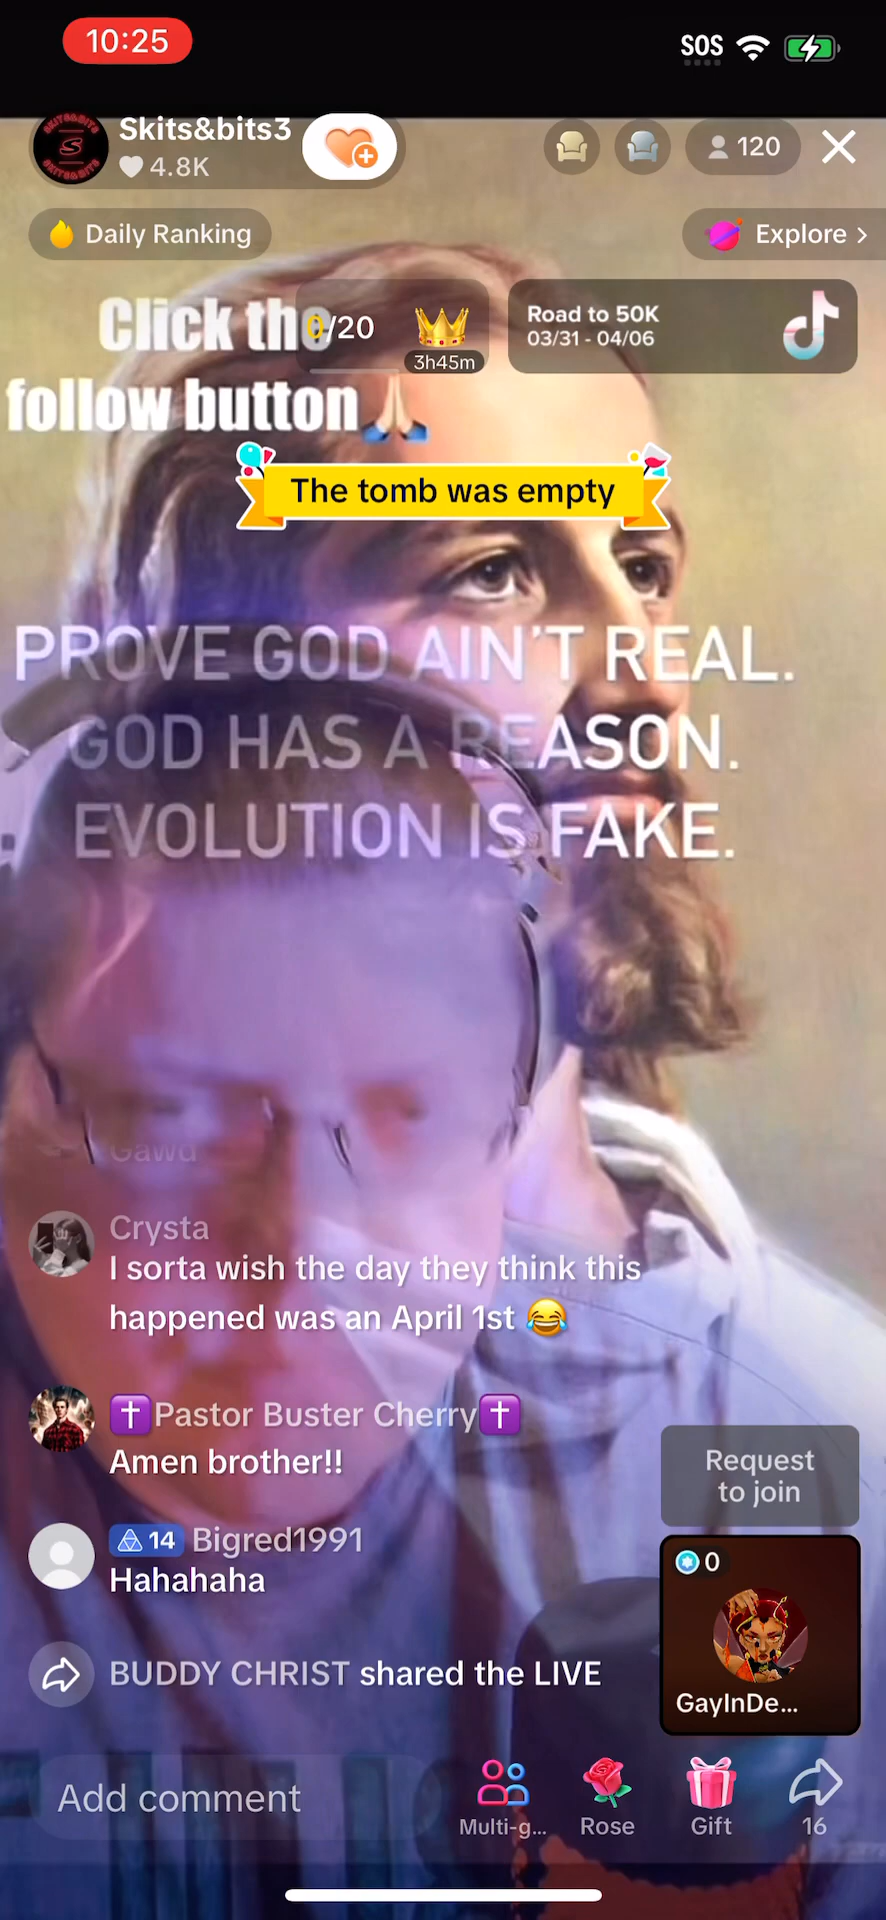 10:25
SOS
Skits&bits3
4.8K
120
Daily Ranking
Explore
Click the
0/20
3h45m
Road to 50K
03/31 - 04/06
follow button
The tomb was empty
PROVE GOD AIN'T REAL.
GOD HAS A REASON.
EVOLUTION IS FAKE.
Gawd
Crysta
I sorta wish the day they think this
happened was an April 1st 😂
✝️Pastor Buster Cherry✝️
Amen brother!!
14 Bigred1991
Hahahaha
BUDDY CHRIST shared the LIVE
Request
to join
0
GayInDe...
Add comment
Multi-g...
Rose
Gift
16